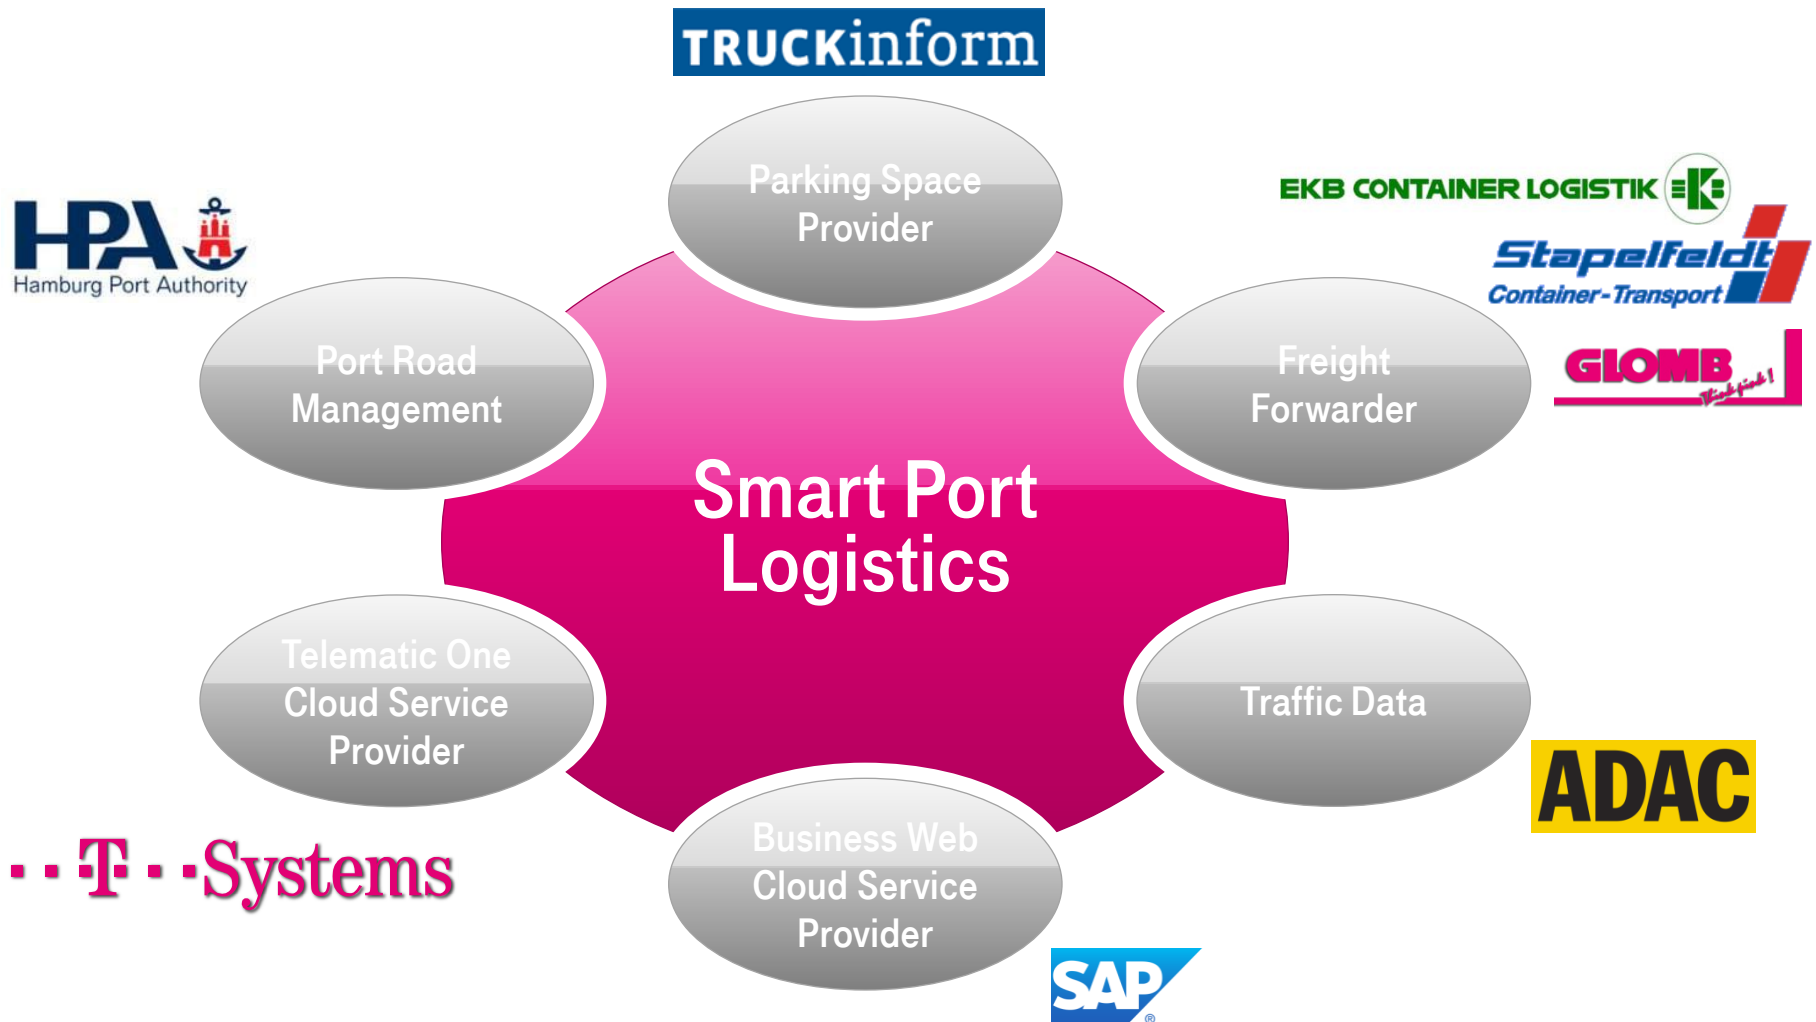 TRUCKinform
Parking Space
Provider
EKB CONTAINER LOGISTIK
Stapelfeldt
Container-Transport
GLOMB
Think pink!
HPA
Hamburg Port Authority
Port Road
Management
Freight
Forwarder
Smart Port
Logistics
Telematic One
Cloud Service
Provider
Traffic Data
ADAC
T Systems
Business Web
Cloud Service
Provider
SAP ®